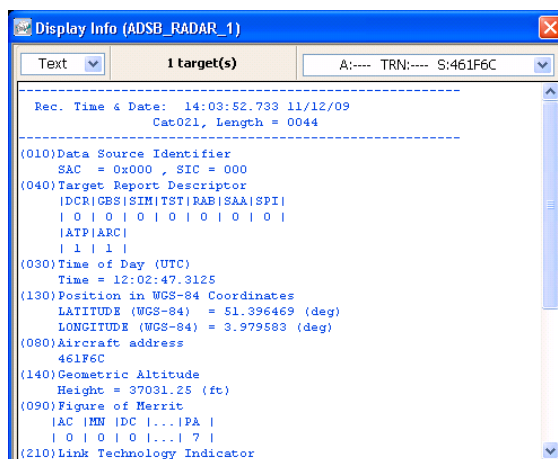 Display Info (ADSB_RADAR_1)
Text 1 target(s) A:---- TRN:---- S:461F6C
----------------------------------------------------------
Rec. Time & Date: 14:03:52.733 11/12/09
Cat021, Length = 0044
----------------------------------------------------------
(010)Data Source Identifier
SAC = 0x000 , SIC = 000
(040)Target Report Descriptor
|DCR|GBS|SIM|TST|RAB|SAA|SPI|
| 0 | 0 | 0 | 0 | 0 | 0 | 0 |
|ATP|ARC|
| 1 | 1 |
(030)Time of Day (UTC)
Time = 12:02:47.3125
(130)Position in WGS-84 Coordinates
LATITUDE (WGS-84) = 51.396469 (deg)
LONGITUDE (WGS-84) = 3.979583 (deg)
(080)Aircraft address
461F6C
(140)Geometric Altitude
Height = 37031.25 (ft)
(090)Figure of Merrit
|AC |MN |DC |...|PA |
| 0 | 0 | 0 |...| 7 |
(210)Link Technology Indicator